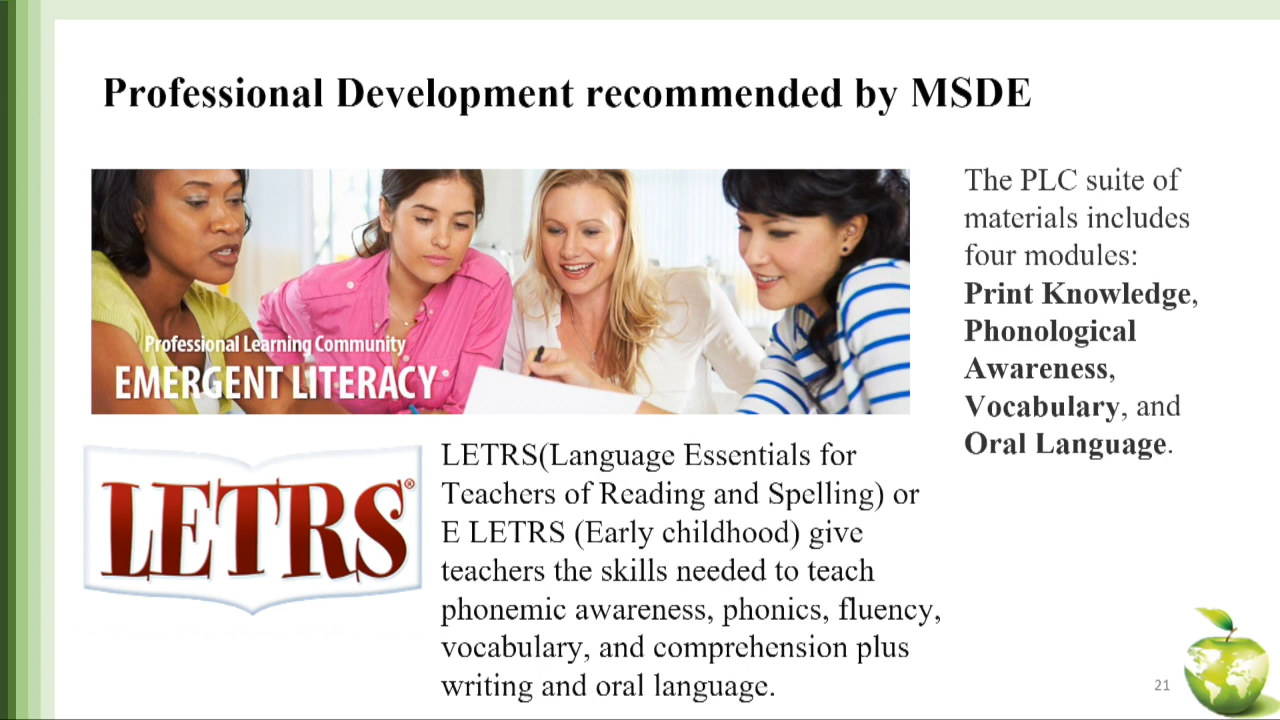 Professional Development recommended by MSDE
Professional Learning Community
EMERGENT LITERACY
The PLC suite of
materials includes
four modules:
Print Knowledge,
Phonological
Awareness,
Vocabulary, and
Oral Language.
LETRS®
LETRS(Language Essentials for
Teachers of Reading and Spelling) or
E LETRS (Early childhood) give
teachers the skills needed to teach
phonemic awareness, phonics, fluency,
vocabulary, and comprehension plus
writing and oral language.
21